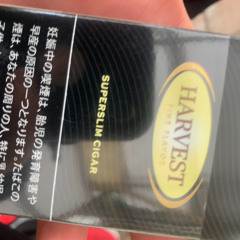 HARVEST
FINE FLAVOR
SUPERSLIM CIGAR
妊娠中の喫煙は、胎児の発育障害や
早産の原因の一つとなります。たばこの
煙は、あなたの周りの人、特に乳幼